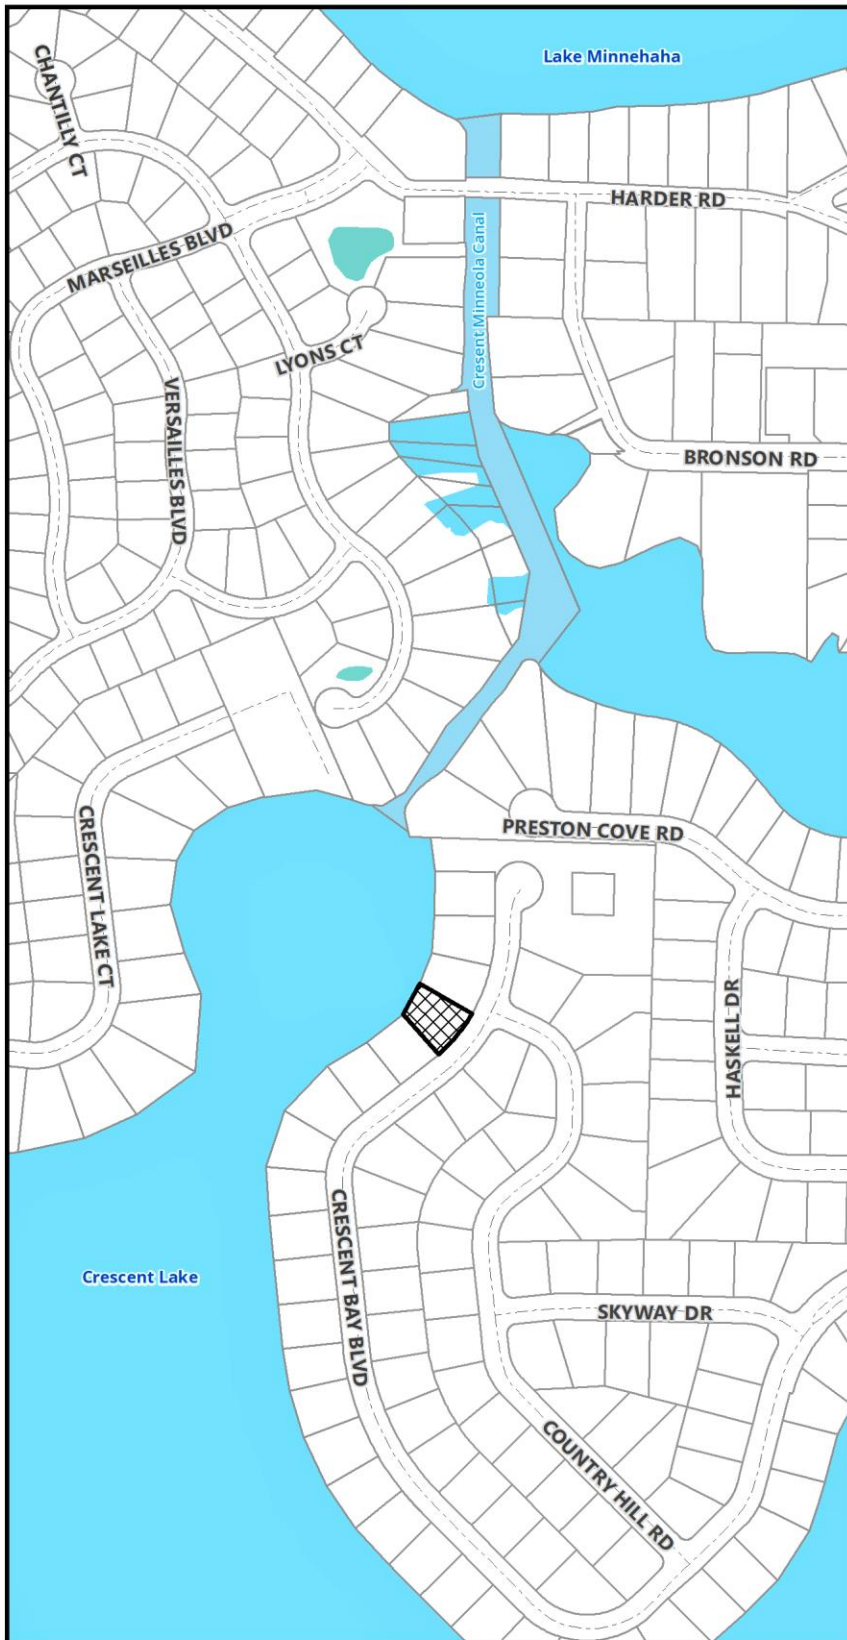 Lake Minnehaha
CHANTILLY CT
HARDER RD
MARSEILLES BLVD
Cresent Minneola Canal
LYONS CT
VERSAILLES BLVD
BRONSON RD
PRESTON COVE RD
CRESCENT LAKE CT
HASKELL DR
Crescent Lake
CRESCENT BAY BLVD
SKYWAY DR
COUNTRY HILL RD